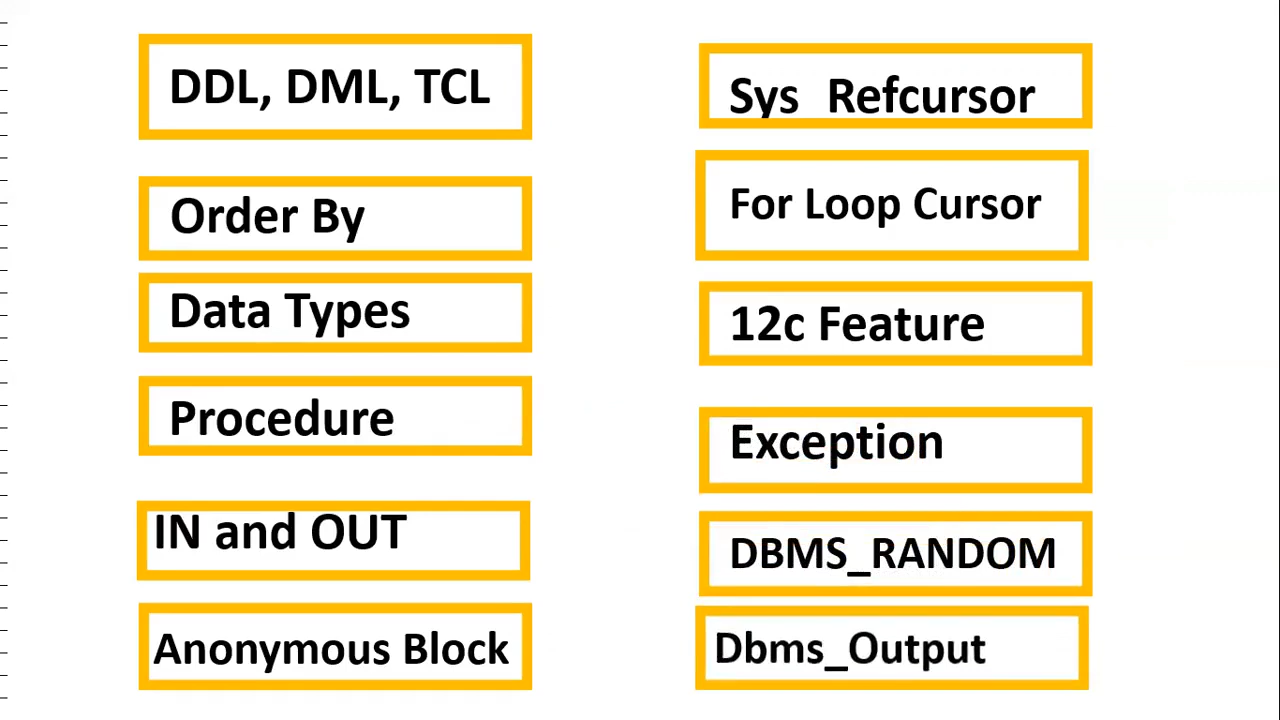 DDL, DML, TCL
Order By
Data Types
Procedure
IN and OUT
Anonymous Block
Sys Refcursor
For Loop Cursor
12c Feature
Exception
DBMS_RANDOM
Dbms_Output